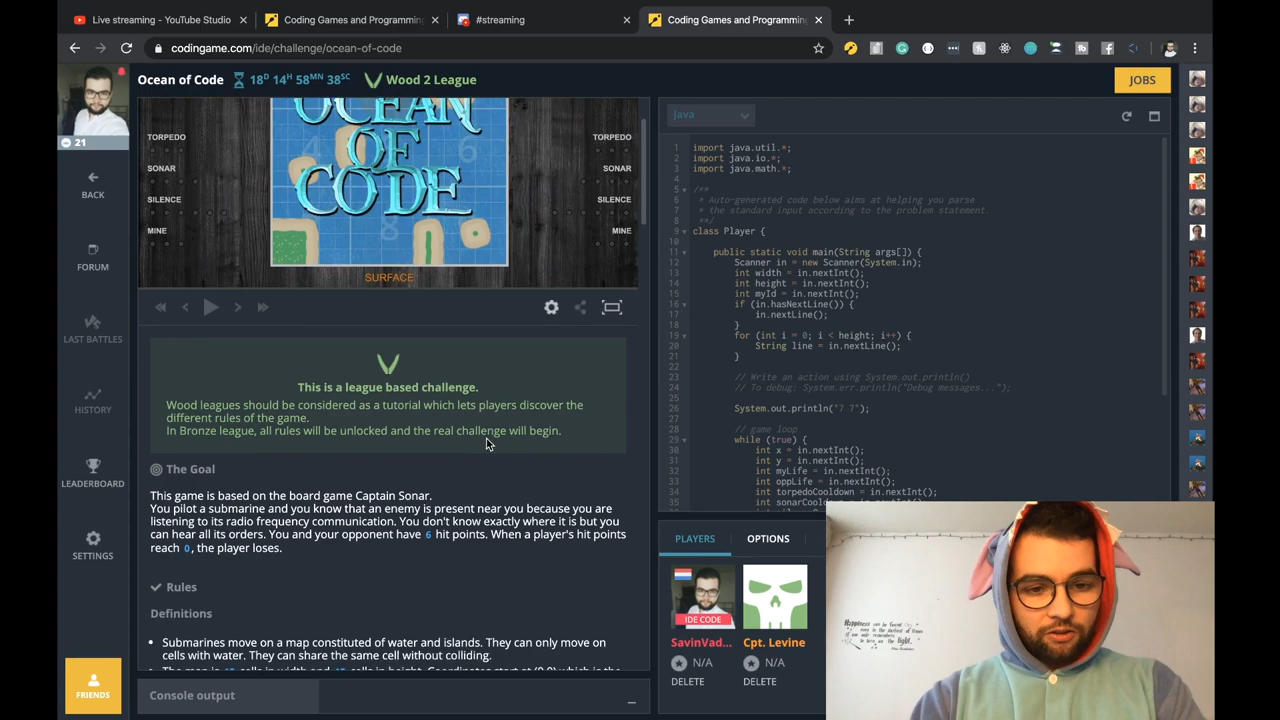 Live streaming - YouTube Studio
Coding Games and Programming
#streaming
Coding Games and Programming
codingame.com/ide/challenge/ocean-of-code
Ocean of Code 18D 14H 58MN 38SC Wood 2 League
JOBS
21
BACK
FORUM
LAST BATTLES
HISTORY
LEADERBOARD
SETTINGS
FRIENDS
TORPEDO
SONAR
SILENCE
MINE
OCEAN
OF
CODE
4
6
8
SURFACE
TORPEDO
SONAR
SILENCE
MINE
This is a league based challenge.
Wood leagues should be considered as a tutorial which lets players discover the
different rules of the game.
In Bronze league, all rules will be unlocked and the real challenge will begin.
The Goal
This game is based on the board game Captain Sonar.
You pilot a submarine and you know that an enemy is present near you because you are
listening to its radio frequency communication. You don't know exactly where it is but you
can hear all its orders. You and your opponent have 6 hit points. When a player's hit points
reach 0, the player loses.
Rules
Definitions
• Submarines move on a map constituted of water and islands. They can only move on
cells with water. They can share the same cell without colliding.
Console output
Java
1 import java.util.*;
2 import java.io.*;
3 import java.math.*;
4
5 /**
6 * Auto-generated code below aims at helping you parse
7 * the standard input according to the problem statement.
8 **/
9 class Player {
10
11 public static void main(String args[]) {
12 Scanner in = new Scanner(System.in);
13 int width = in.nextInt();
14 int height = in.nextInt();
15 int myId = in.nextInt();
16 if (in.hasNextLine()) {
17 in.nextLine();
18 }
19 for (int i = 0; i < height; i++) {
20 String line = in.nextLine();
21 }
22
23 // Write an action using System.out.println()
24 // To debug: System.err.println("Debug messages...");
25
26 System.out.println("7 7");
27
28 // game loop
29 while (true) {
30 int x = in.nextInt();
31 int y = in.nextInt();
32 int myLife = in.nextInt();
33 int oppLife = in.nextInt();
34 int torpedoCooldown = in.nextInt();
PLAYERS OPTIONS
IDE CODE
SavinVad... Cpt. Levine
N/A N/A
DELETE DELETE